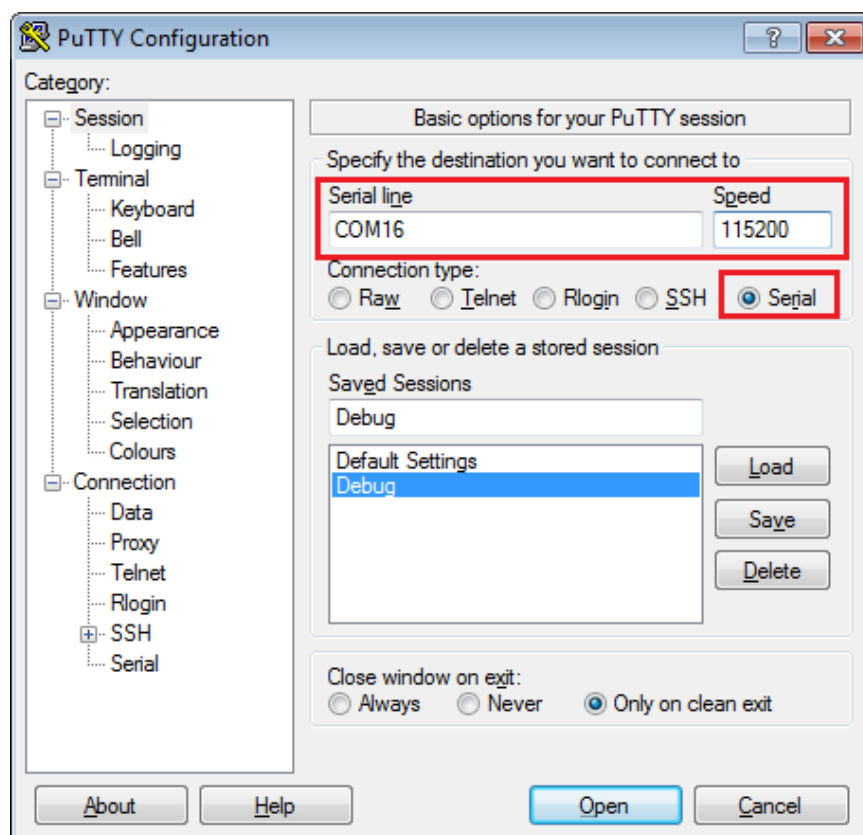 PuTTY Configuration
Category:
Session
Logging
Terminal
Keyboard
Bell
Features
Window
Appearance
Behaviour
Translation
Selection
Colours
Connection
Data
Proxy
Telnet
Rlogin
SSH
Serial
Basic options for your PuTTY session
Specify the destination you want to connect to
Serial line Speed
COM16 115200
Connection type:
Raw Telnet Rlogin SSH Serial
Load, save or delete a stored session
Saved Sessions
Debug
Default Settings
Debug
Load
Save
Delete
Close window on exit:
Always Never Only on clean exit
About Help Open Cancel